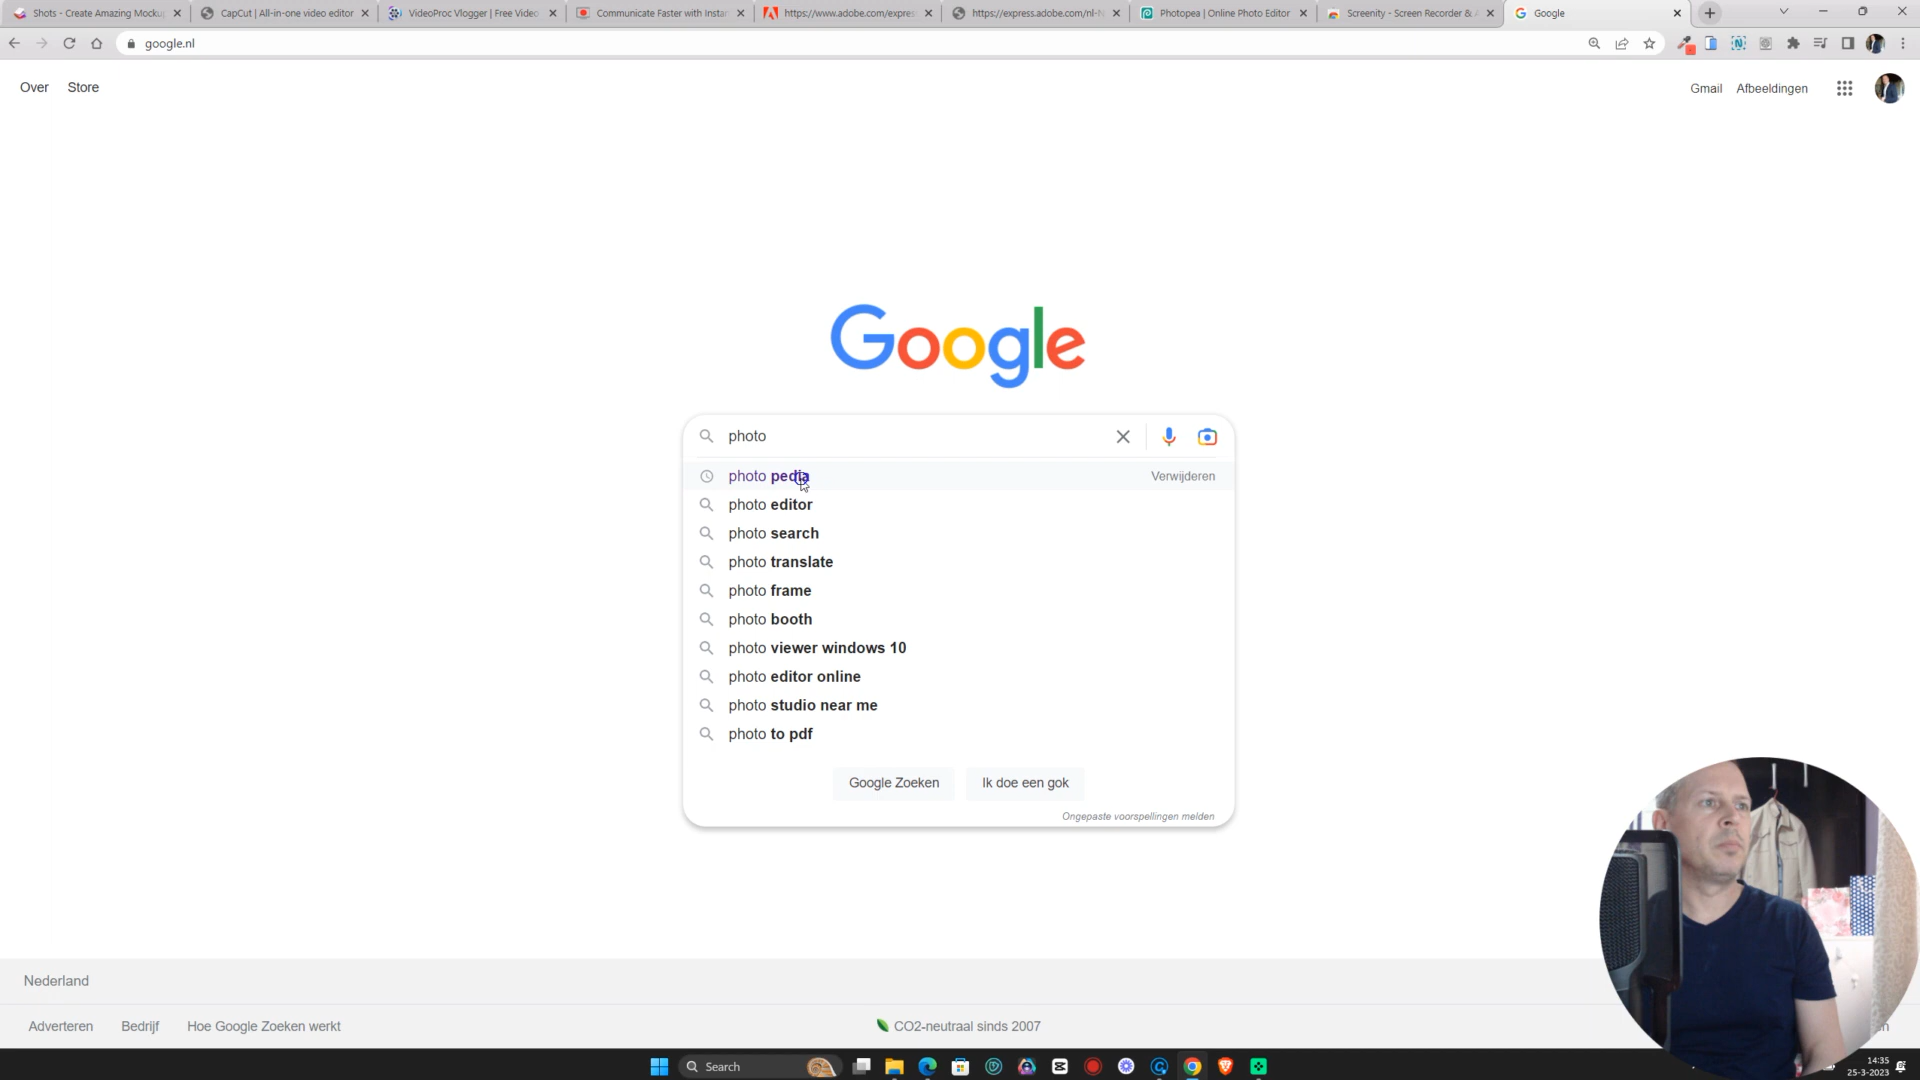 Shots - Create Amazing Mocku
CapCut | All-in-one video editor
VideoProc Vlogger | Free Video
Communicate Faster with Instan
https://www.adobe.com/expres
https://express.adobe.com/nl-N
Photopea | Online Photo Editor
Screenity - Screen Recorder & A
Google
google.nl
Over Store
Gmail Afbeeldingen
Google
photo
photo pedia Verwijderen
photo editor
photo search
photo translate
photo frame
photo booth
photo viewer windows 10
photo editor online
photo studio near me
photo to pdf
Google Zoeken Ik doe een gok
Ongepaste voorspellingen melden
Nederland
Adverteren Bedrijf Hoe Google Zoeken werkt CO2-neutraal sinds 2007
Search
14:35
25-3-2023